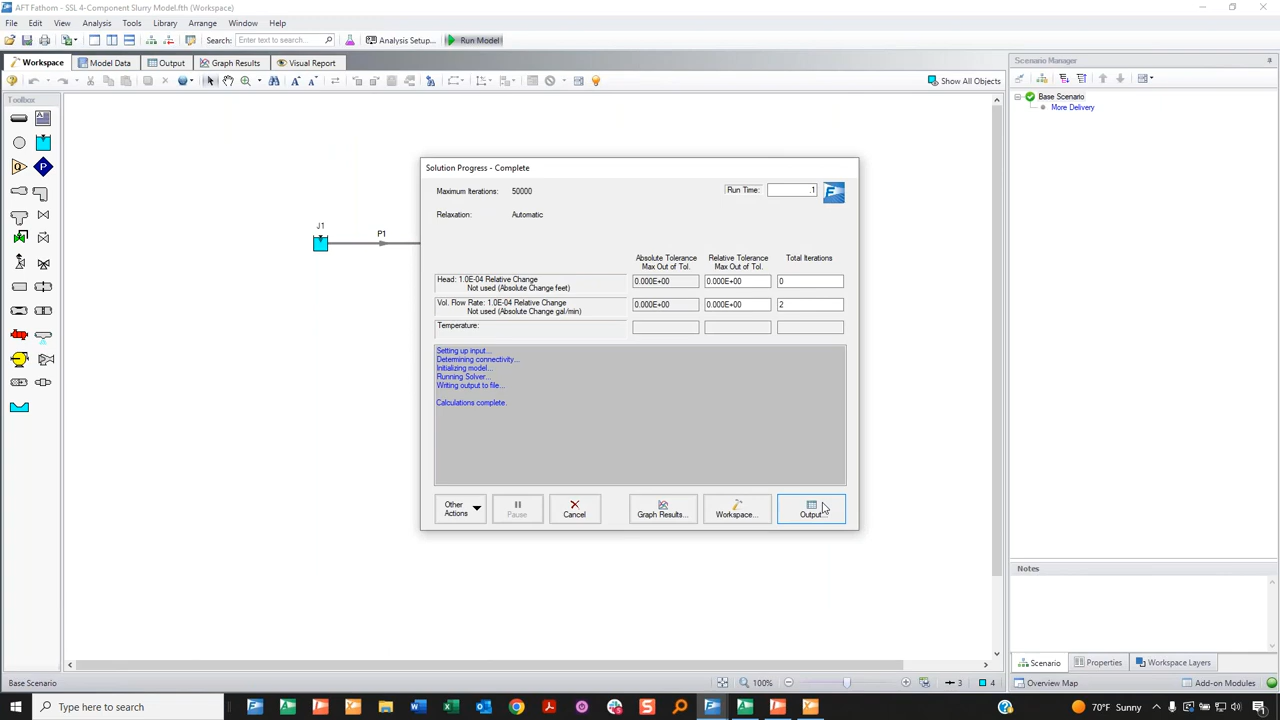 AFT Fathom - SSL 4-Component Slurry Model.fth (Workspace)
File Edit View Analysis Tools Library Arrange Window Help
Search: Enter text to search... Analysis Setup... Run Model
Workspace Model Data Output Graph Results Visual Report
Show All Objects
Toolbox
Scenario Manager
Base Scenario
More Delivery
J1
P1
Solution Progress - Complete
Maximum Iterations: 50000
Run Time: .1
Relaxation: Automatic
Absolute Tolerance Relative Tolerance Total Iterations
Max Out of Tol. Max Out of Tol.
Head: 1.0E-04 Relative Change 0.000E+00 0.000E+00 0
Not used (Absolute Change feet)
Vol. Flow Rate: 1.0E-04 Relative Change 0.000E+00 0.000E+00 2
Not used (Absolute Change gal/min)
Temperature:
Setting up input...
Determining connectivity...
Initializing model...
Running Solver...
Writing output to file...
Calculations complete.
Other Actions Pause Cancel Graph Results... Workspace... Output...
Notes
Scenario Properties Workspace Layers
Base Scenario 100% 3 4 Overview Map Add-on Modules
Type here to search 70°F Sunny